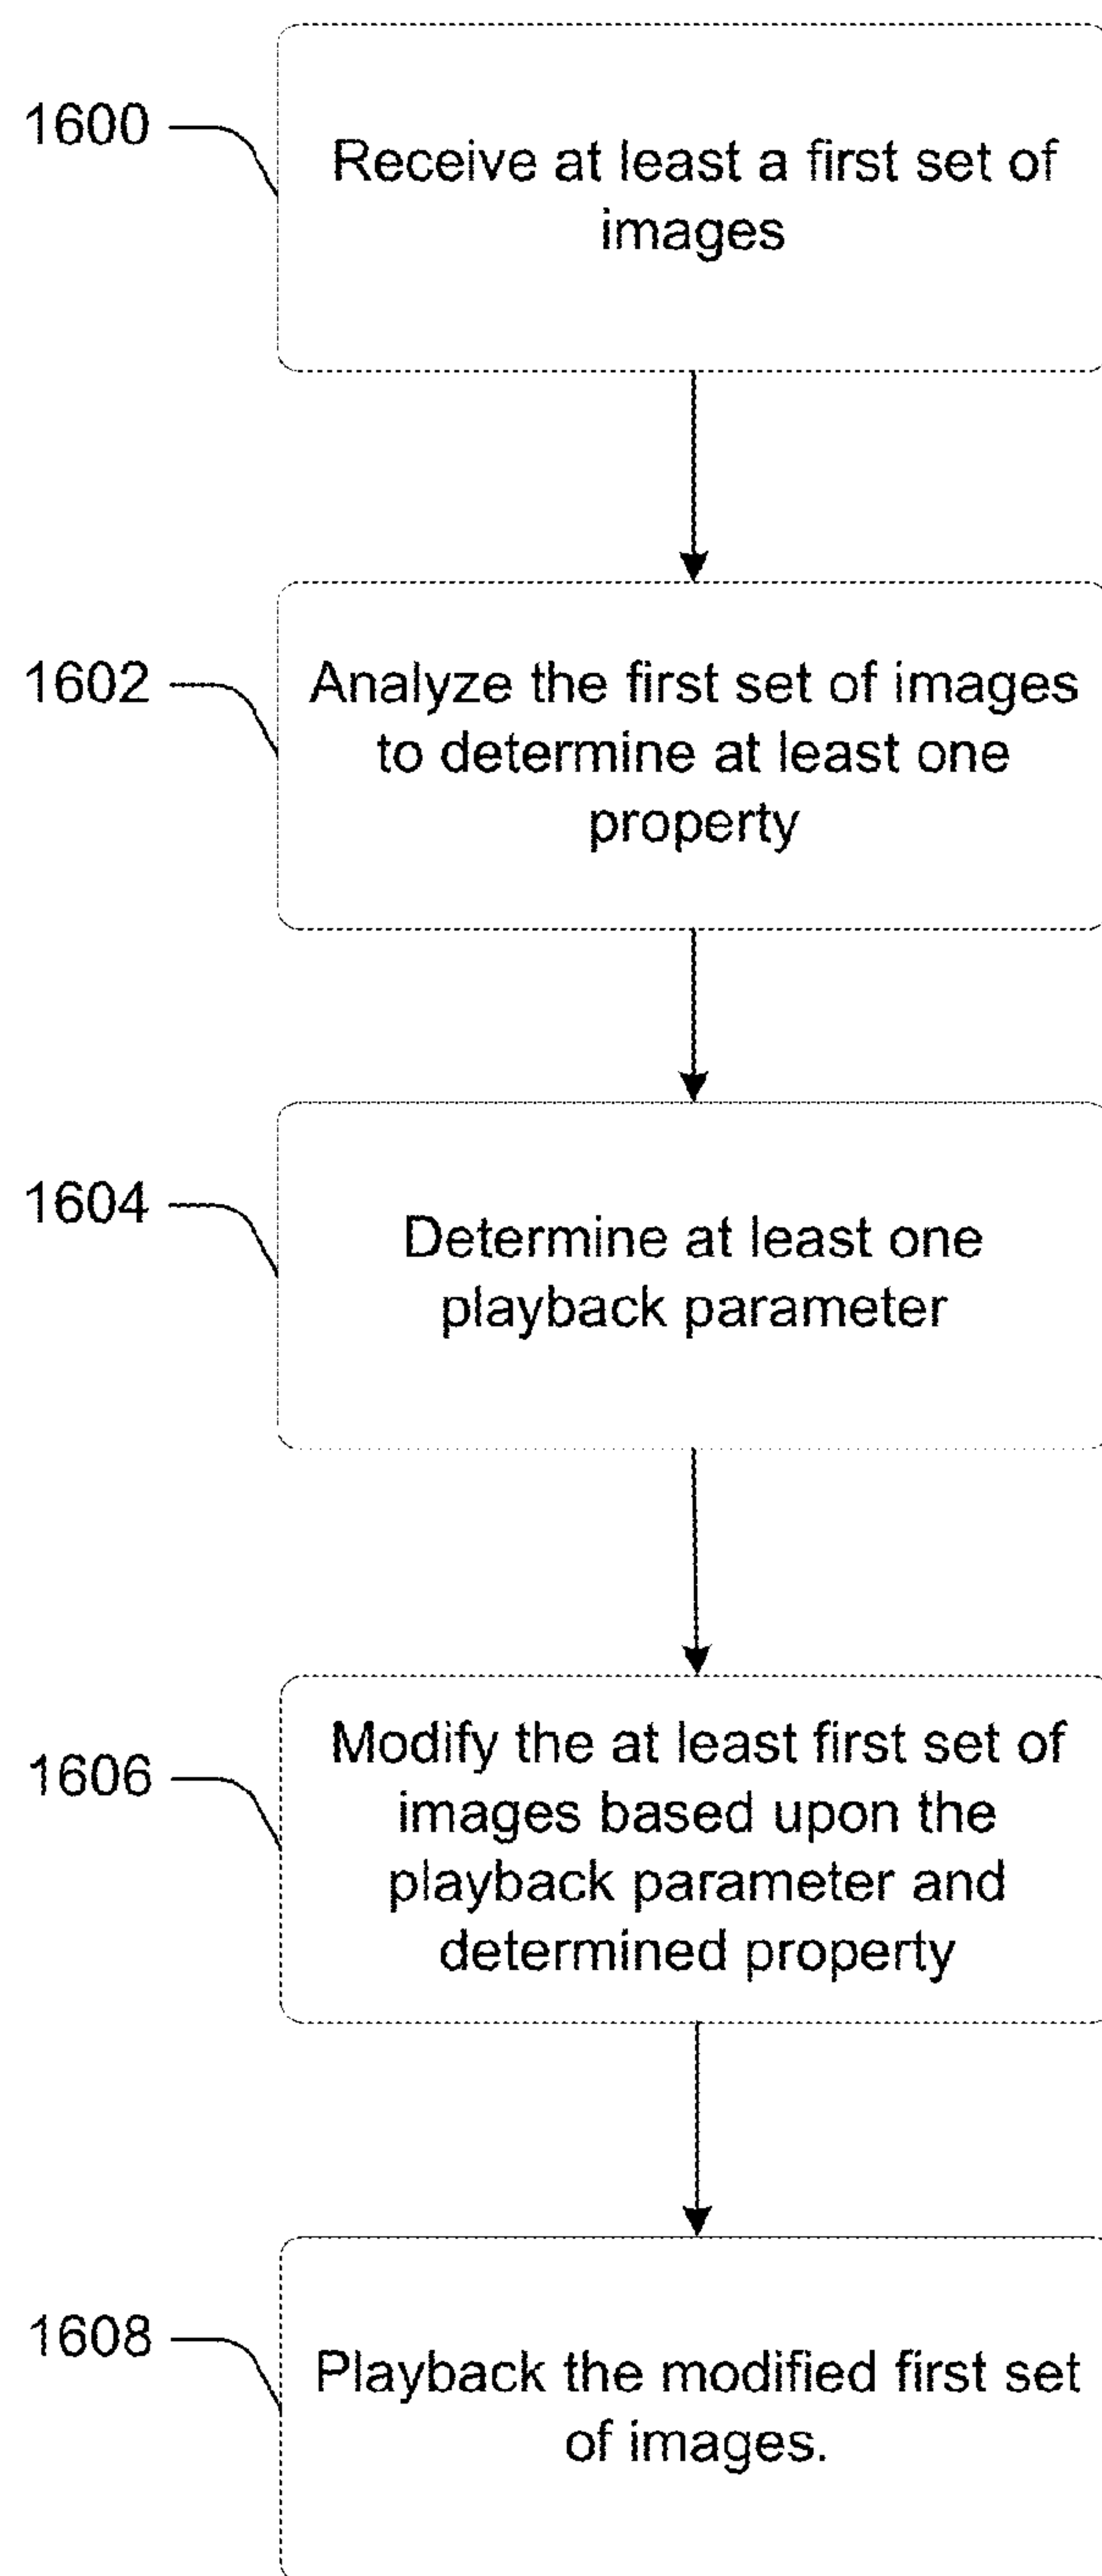 1600
Receive at least a first set of
images
1602
Analyze the first set of images
to determine at least one
property
1604
Determine at least one
playback parameter
1606
Modify the at least first set of
images based upon the
playback parameter and
determined property
1608
Playback the modified first set
of images.